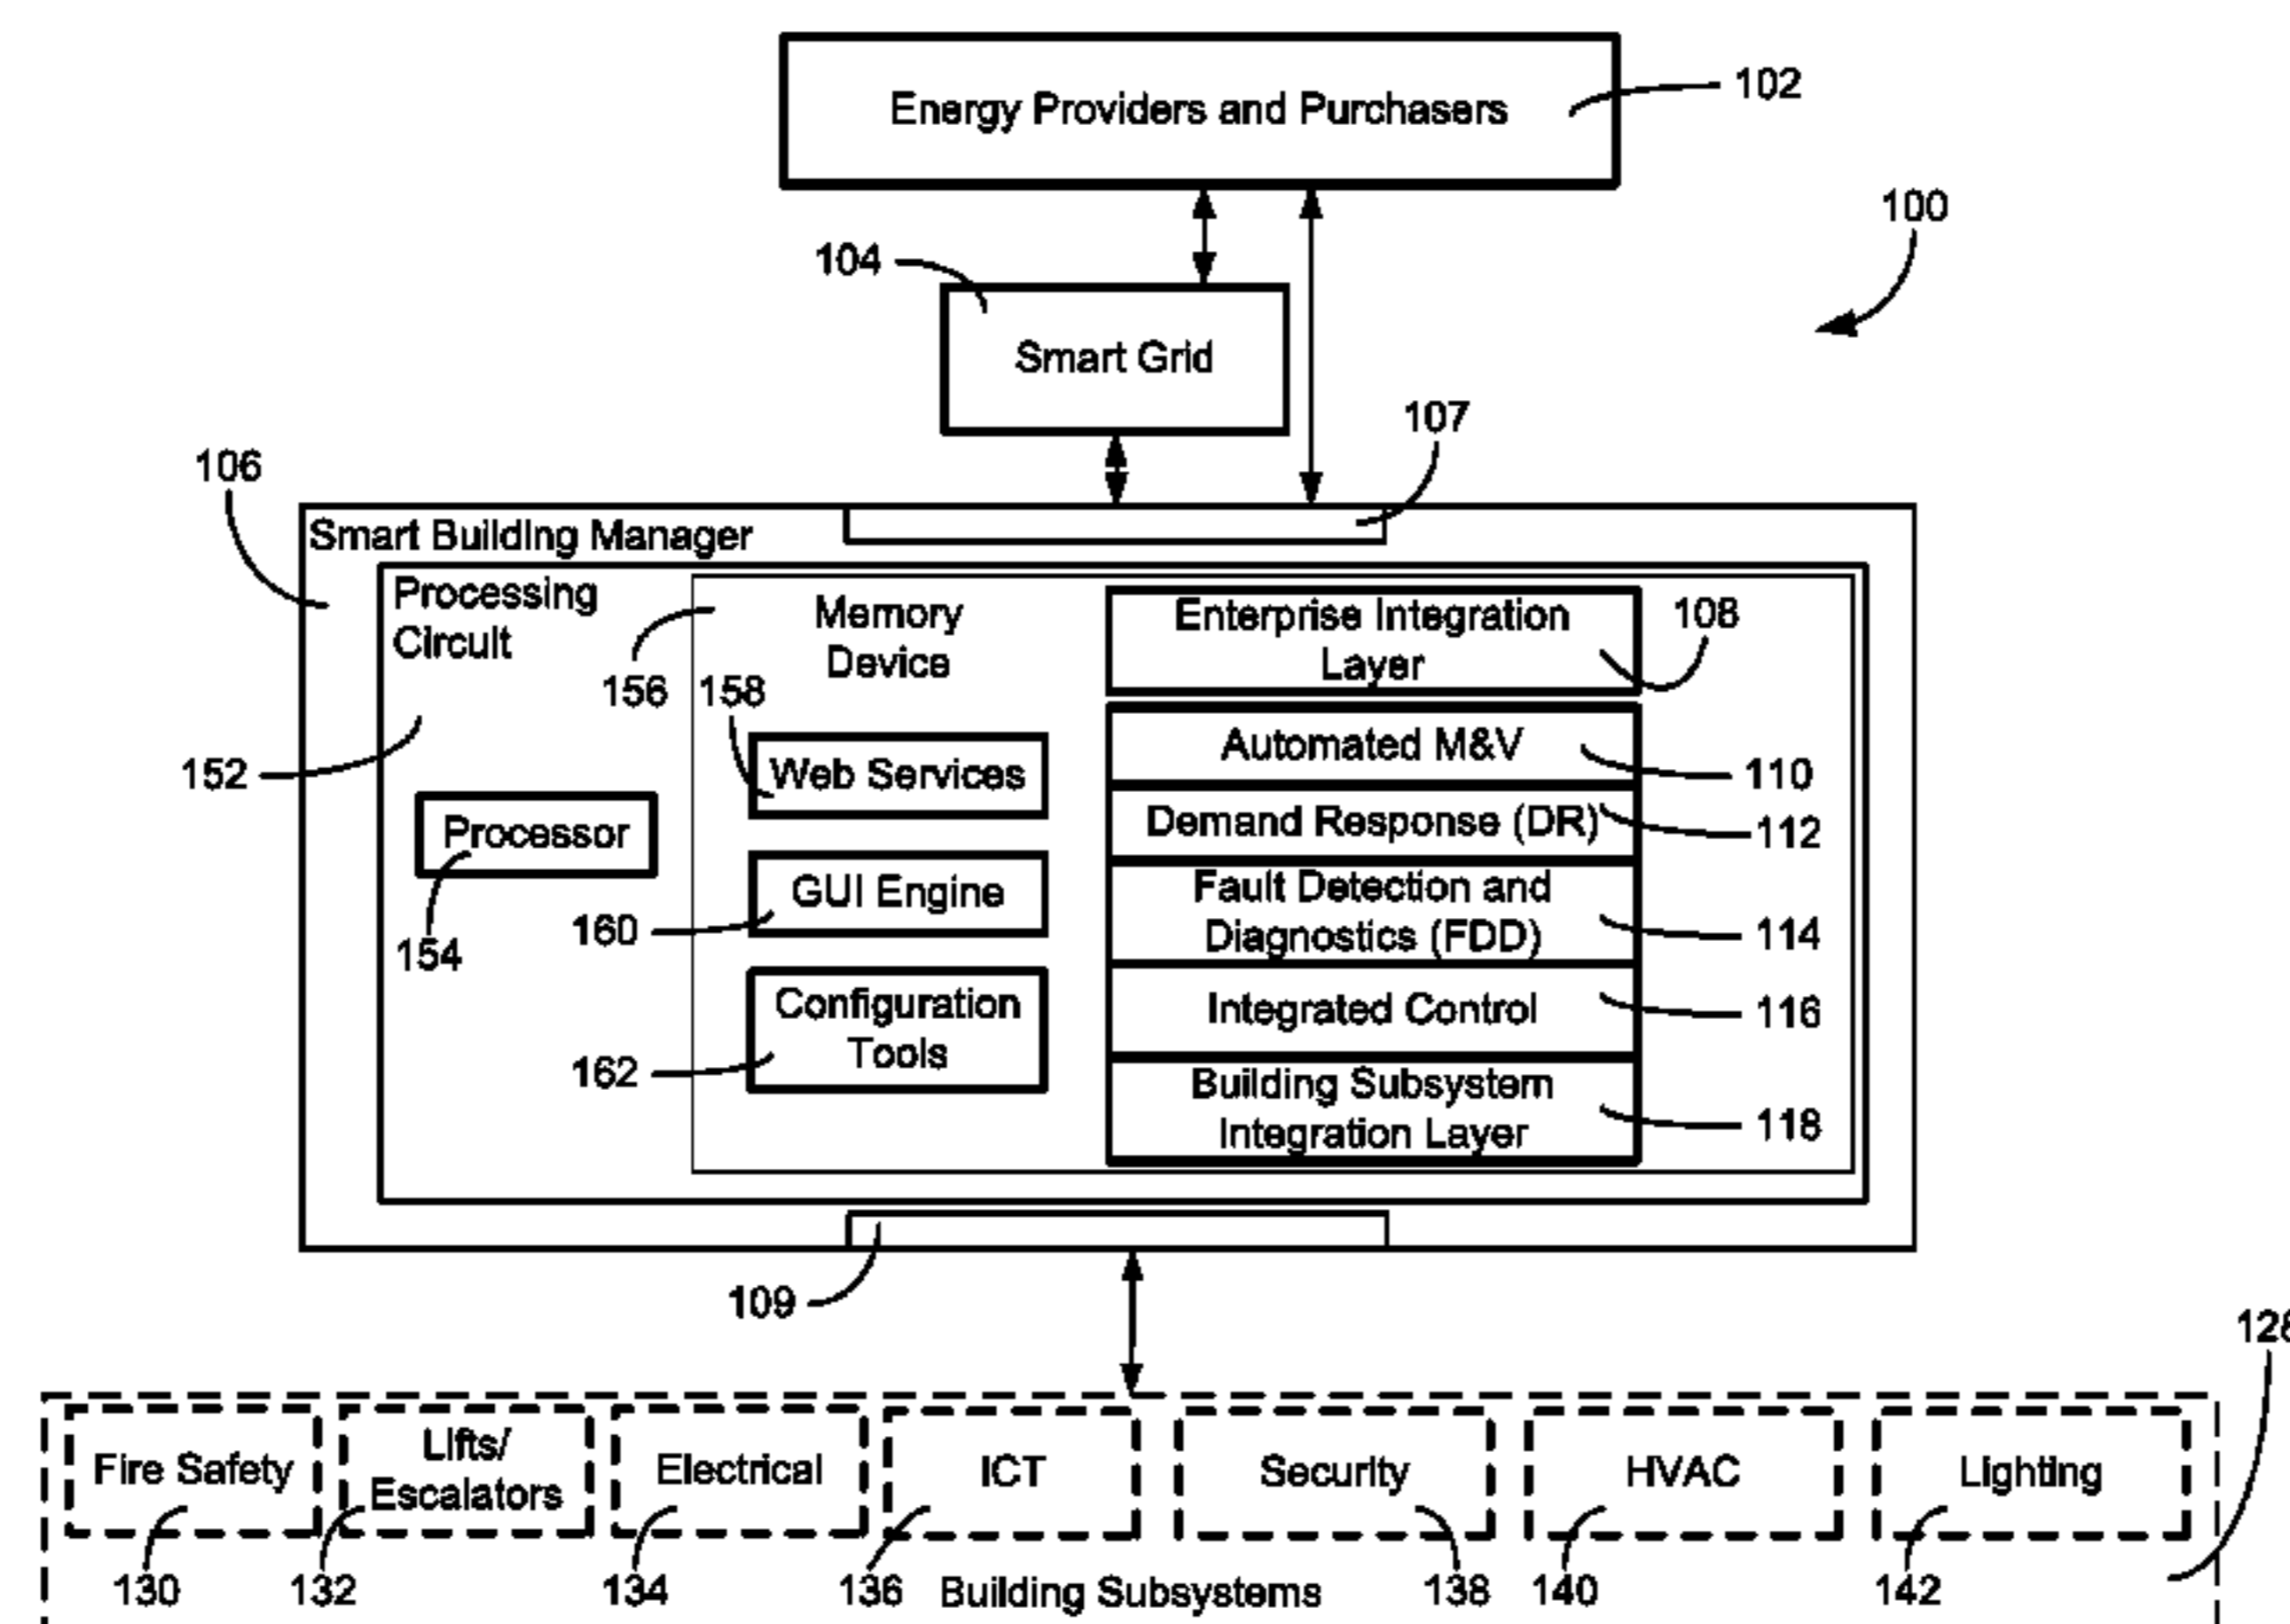 Energy Providers and Purchasers
102
100
104
Smart Grid
107
106
Smart Building Manager
Processing
Circuit
Memory
Device
Enterprise Integration
Layer
108
156
158
152
Web Services
Automated M&V
110
Processor
Demand Response (DR)
112
154
GUI Engine
160
Fault Detection and
Diagnostics (FDD)
114
Configuration
Tools
162
Integrated Control
116
Building Subsystem
Integration Layer
118
109
128
Fire Safety
Lifts/
Escalators
Electrical
ICT
Security
HVAC
Lighting
130
132
134
136
Building Subsystems
138
140
142